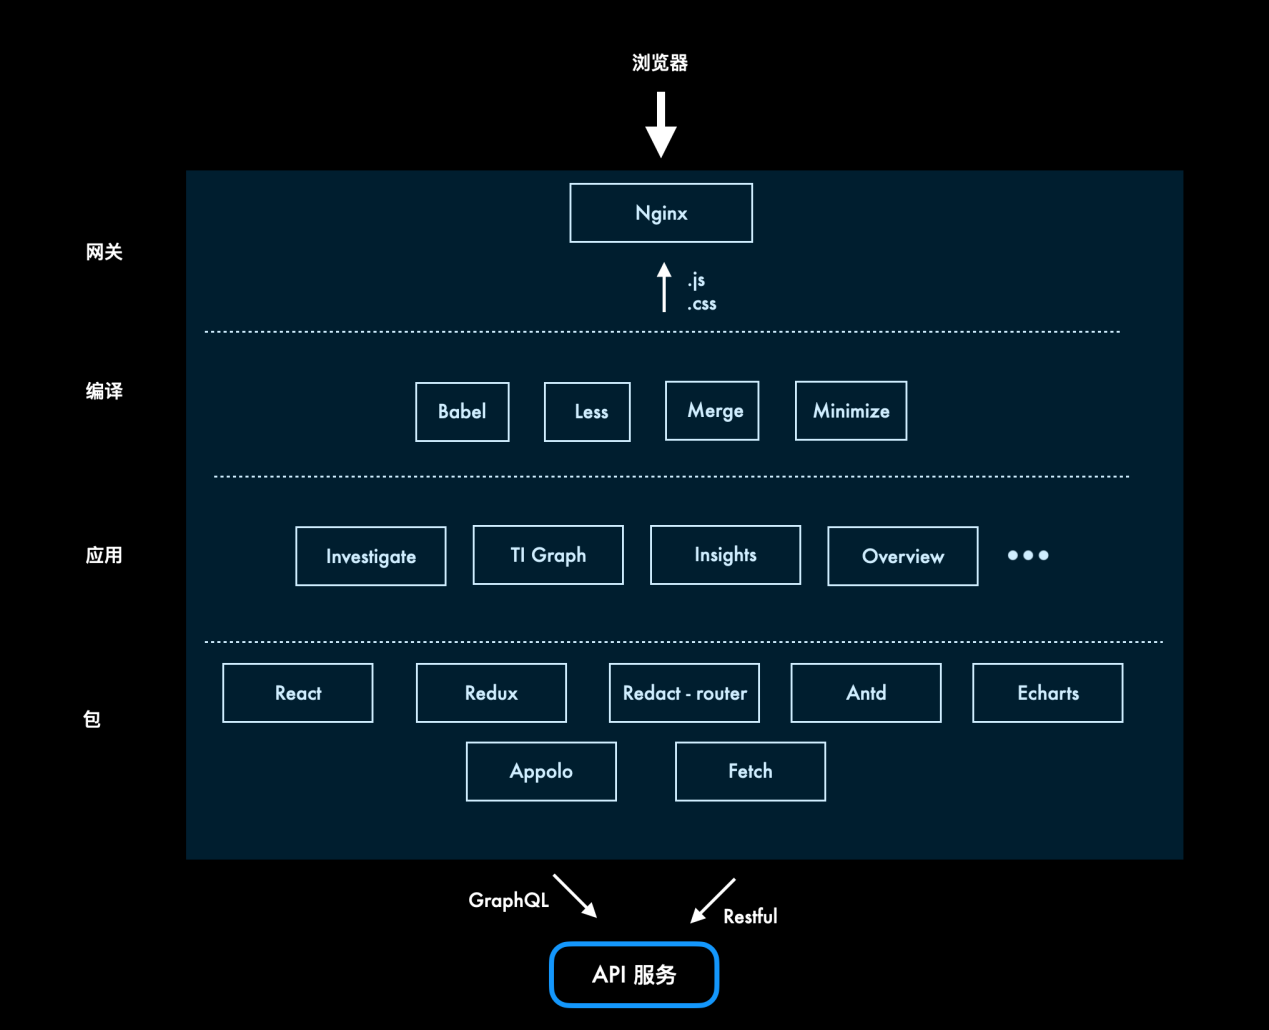 浏览器
网关
Nginx
.js
.css
编译
Babel
Less
Merge
Minimize
应用
Investigate
TI Graph
Insights
Overview
包
React
Redux
Redact - router
Antd
Echarts
Appolo
Fetch
GraphQL
Restful
API 服务